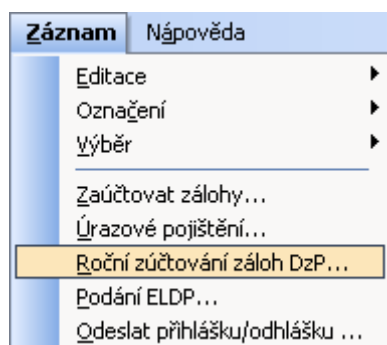 Záznam Nápověda
Editace
Označení
Výběr
Zaúčtovat zálohy...
Úrazové pojištění...
Roční zúčtování záloh DzP...
Podání ELDP...
Odeslat přihlášku/odhlášku ...